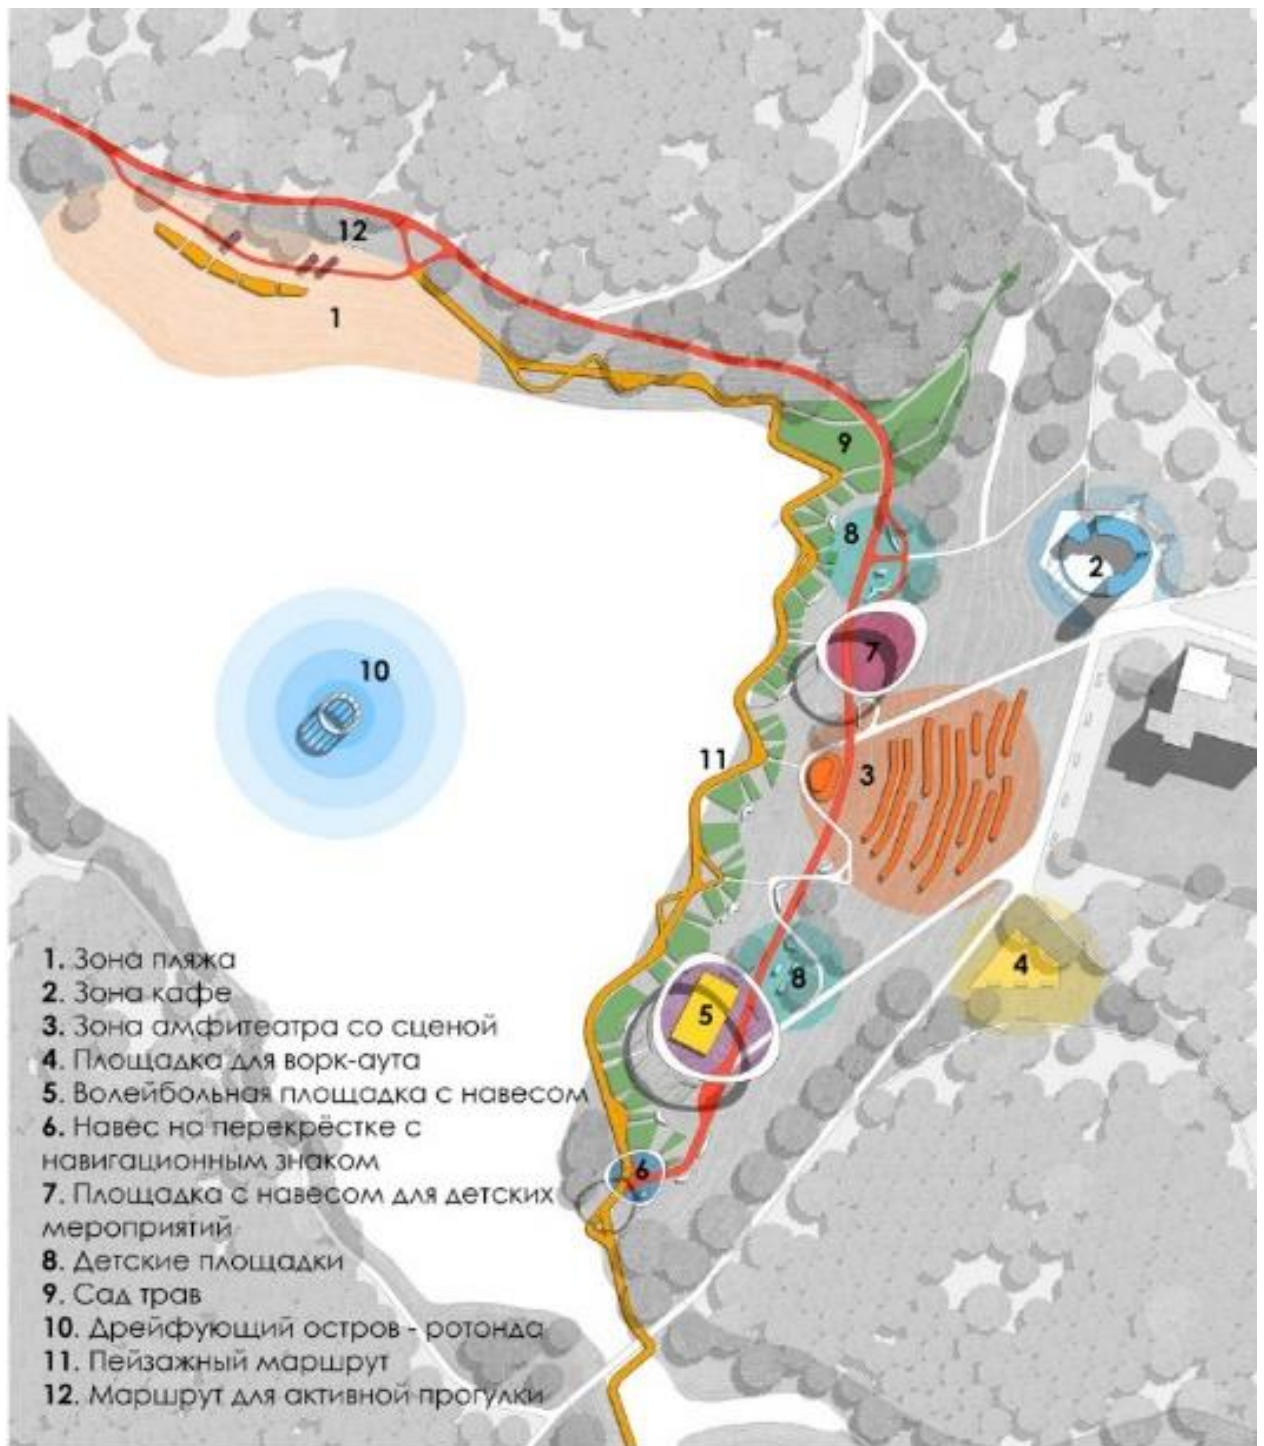 12
1
9
8
2
7
10
11
3
4
8
5
6
1. Зона пляжа
2. Зона кафе
3. Зона амфитеатра со сценой
4. Площадка для ворк-аута
5. Волейбольная площадка с навесом
6. Навес на перекрёстке с
навигационным знаком
7. Площадка с навесом для детских
мероприятий
8. Детские площадки
9. Сад трав
10. Дрейфующий остров - ротонда
11. Пейзажный маршрут
12. Маршрут для активной прогулки